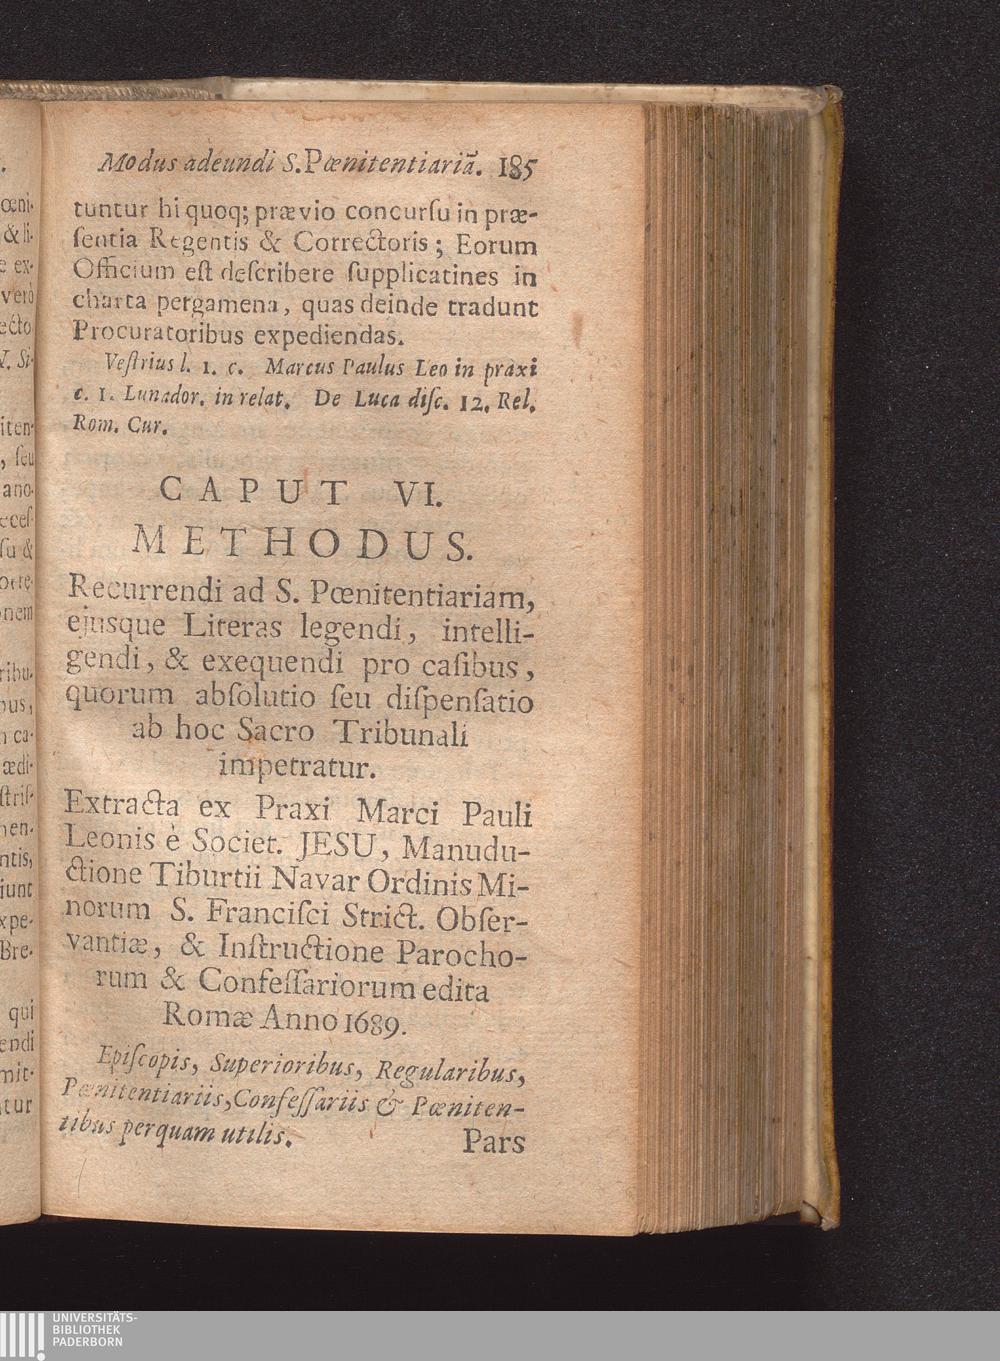 Modus adeundi S. Pœnitentiariā. 185
tuntur hi quoq; prævio concurſu in præ-
ſentia Regentis & Correctoris; Eorum
Officium eſt deſcribere ſupplicatines in
charta pergamena, quas deinde tradunt
Procuratoribus expediendas.
Veſtrius l. 1. c. Marcus Paulus Leo in praxi
c. 1. Lunador. in relat. De Luca diſc. 12. Rel.
Rom. Cur.
CAPUT VI.
METHODUS.
Recurrendi ad S. Pœnitentiariam,
ejusque Literas legendi, intelli-
gendi, & exequendi pro caſibus,
quorum abſolutio ſeu diſpenſatio
ab hoc Sacro Tribunali
impetratur.
Extracta ex Praxi Marci Pauli
Leonis è Societ. JESU, Manudu-
ctione Tiburtii Navar Ordinis Mi-
norum S. Franciſci Strict. Obſer-
vantiæ, & Inſtructione Parocho-
rum & Confeſſariorum edita
Romæ Anno 1689.
Epiſcopis, Superioribus, Regularibus,
Pœnitentiariis, Confeſſariis & Pœniten-
tibus perquam utilis.
Pars
UNIVERSITÄTS-
BIBLIOTHEK
PADERBORN